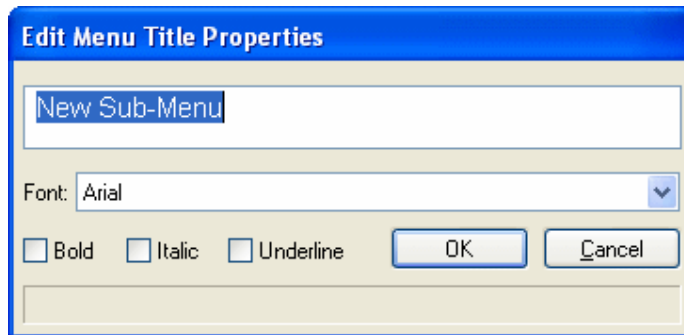 Edit Menu Title Properties
New Sub-Menu
Font: Arial
Bold Italic Underline OK Cancel